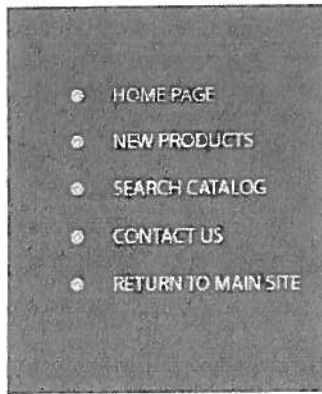 HOME PAGE
NEW PRODUCTS
SEARCH CATALOG
CONTACT US
RETURN TO MAIN SITE